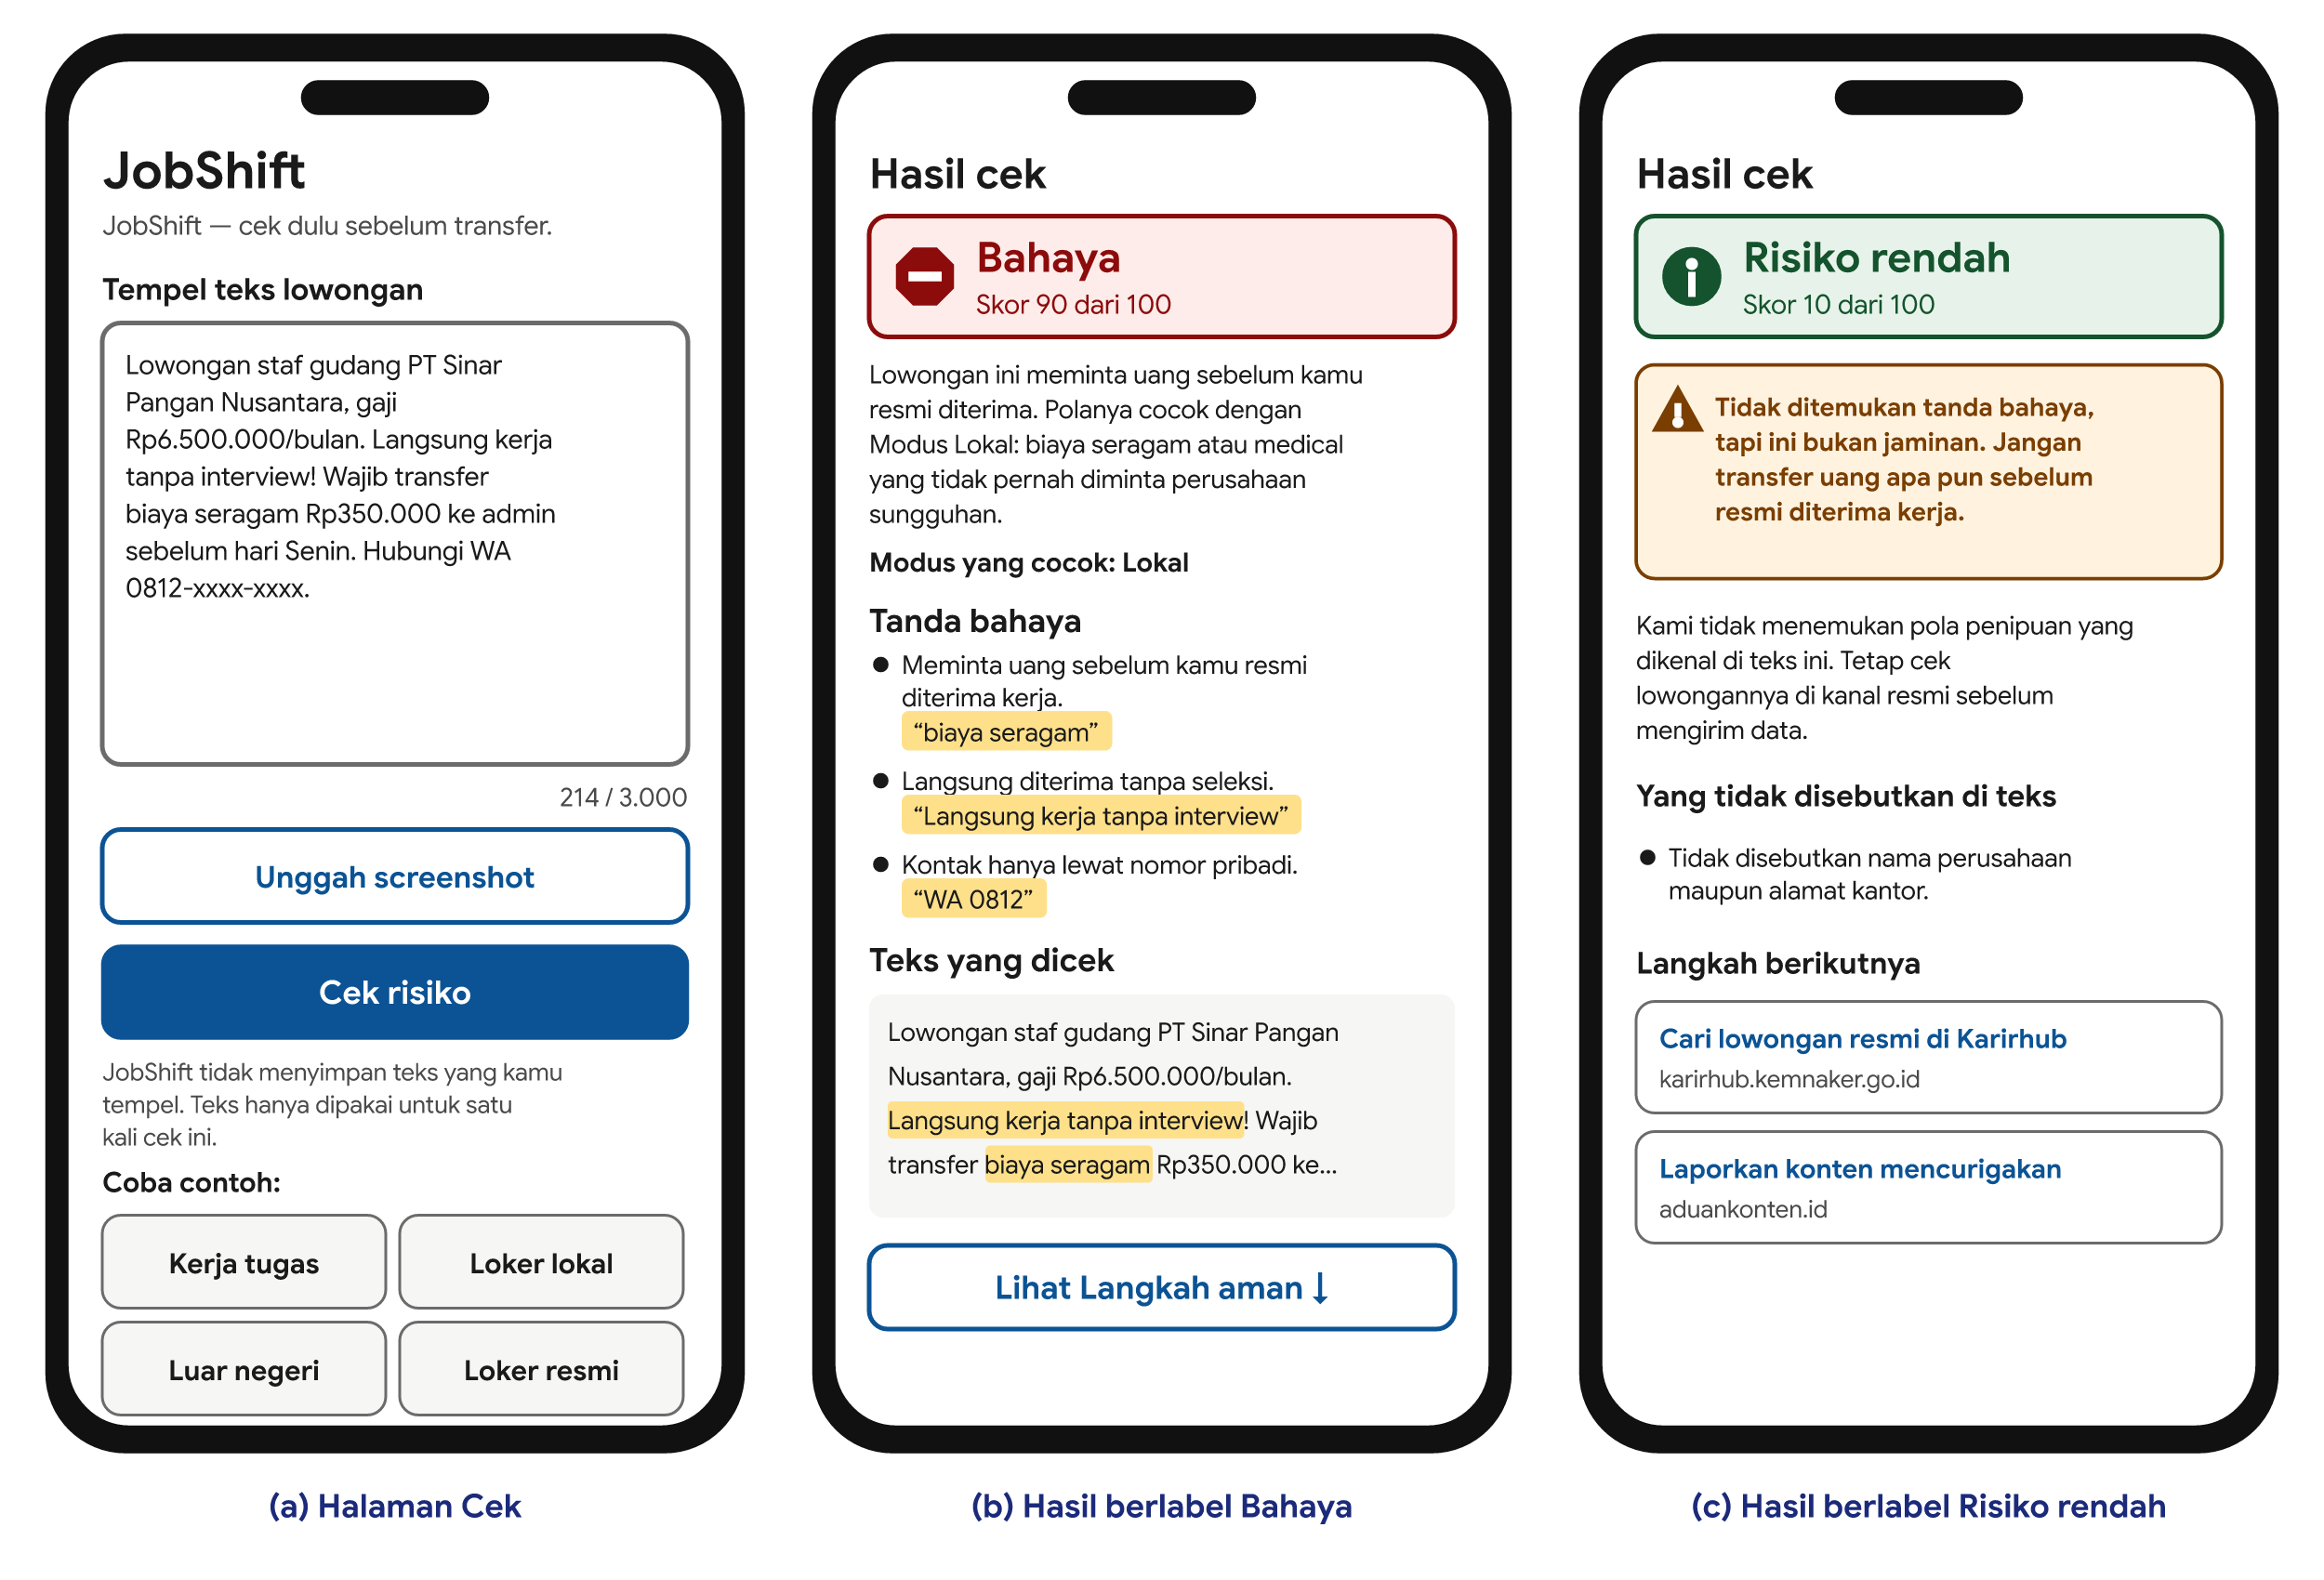 JobShift
JobShift — cek dulu sebelum transfer.
Tempel teks lowongan
Lowongan staf gudang PT Sinar
Pangan Nusantara, gaji
Rp6.500.000/bulan. Langsung kerja
tanpa interview! Wajib transfer
biaya seragam Rp350.000 ke admin
sebelum hari Senin. Hubungi WA
0812-xxxx-xxxx.
214 / 3.000
Unggah screenshot
Cek risiko
JobShift tidak menyimpan teks yang kamu
tempel. Teks hanya dipakai untuk satu
kali cek ini.
Coba contoh:
Kerja tugas
Loker lokal
Luar negeri
Loker resmi
(a) Halaman Cek
Hasil cek
Bahaya
Skor 90 dari 100
Lowongan ini meminta uang sebelum kamu
resmi diterima. Polanya cocok dengan
Modus Lokal: biaya seragam atau medical
yang tidak pernah diminta perusahaan
sungguhan.
Modus yang cocok: Lokal
Tanda bahaya
● Meminta uang sebelum kamu resmi
diterima kerja.
“biaya seragam”
● Langsung diterima tanpa seleksi.
“Langsung kerja tanpa interview”
● Kontak hanya lewat nomor pribadi.
“WA 0812”
Teks yang dicek
Lowongan staf gudang PT Sinar Pangan
Nusantara, gaji Rp6.500.000/bulan.
Langsung kerja tanpa interview! Wajib
transfer biaya seragam Rp350.000 ke...
Lihat Langkah aman ↓
(b) Hasil berlabel Bahaya
Hasil cek
Risiko rendah
Skor 10 dari 100
Tidak ditemukan tanda bahaya,
tapi ini bukan jaminan. Jangan
transfer uang apa pun sebelum
resmi diterima kerja.
Kami tidak menemukan pola penipuan yang
dikenal di teks ini. Tetap cek
lowongannya di kanal resmi sebelum
mengirim data.
Yang tidak disebutkan di teks
● Tidak disebutkan nama perusahaan
maupun alamat kantor.
Langkah berikutnya
Cari lowongan resmi di Karirhub
karirhub.kemnaker.go.id
Laporkan konten mencurigakan
aduankonten.id
(c) Hasil berlabel Risiko rendah